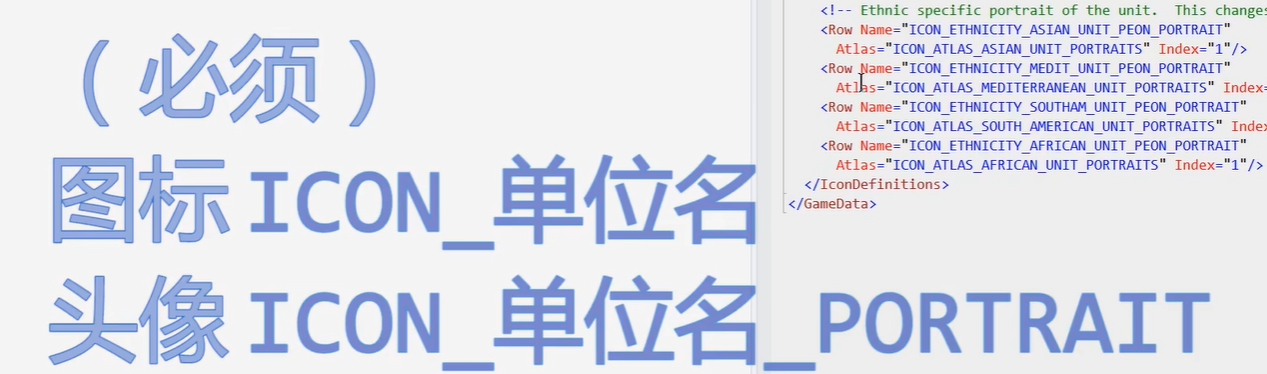 （必须）
图标 ICON_单位名
头像 ICON_单位名_PORTRAIT
<!-- Ethnic specific portrait of the unit.  This changes
<Row Name="ICON_ETHNICITY_ASIAN_UNIT_PEON_PORTRAIT"
Atlas="ICON_ATLAS_ASIAN_UNIT_PORTRAITS" Index="1"/>
<Row Name="ICON_ETHNICITY_MEDIT_UNIT_PEON_PORTRAIT"
Atlas="ICON_ATLAS_MEDITERRANEAN_UNIT_PORTRAITS" Index=
<Row Name="ICON_ETHNICITY_SOUTHAM_UNIT_PEON_PORTRAIT"
Atlas="ICON_ATLAS_SOUTH_AMERICAN_UNIT_PORTRAITS" Index
<Row Name="ICON_ETHNICITY_AFRICAN_UNIT_PEON_PORTRAIT"
Atlas="ICON_ATLAS_AFRICAN_UNIT_PORTRAITS" Index="1"/>
</IconDefinitions>
</GameData>